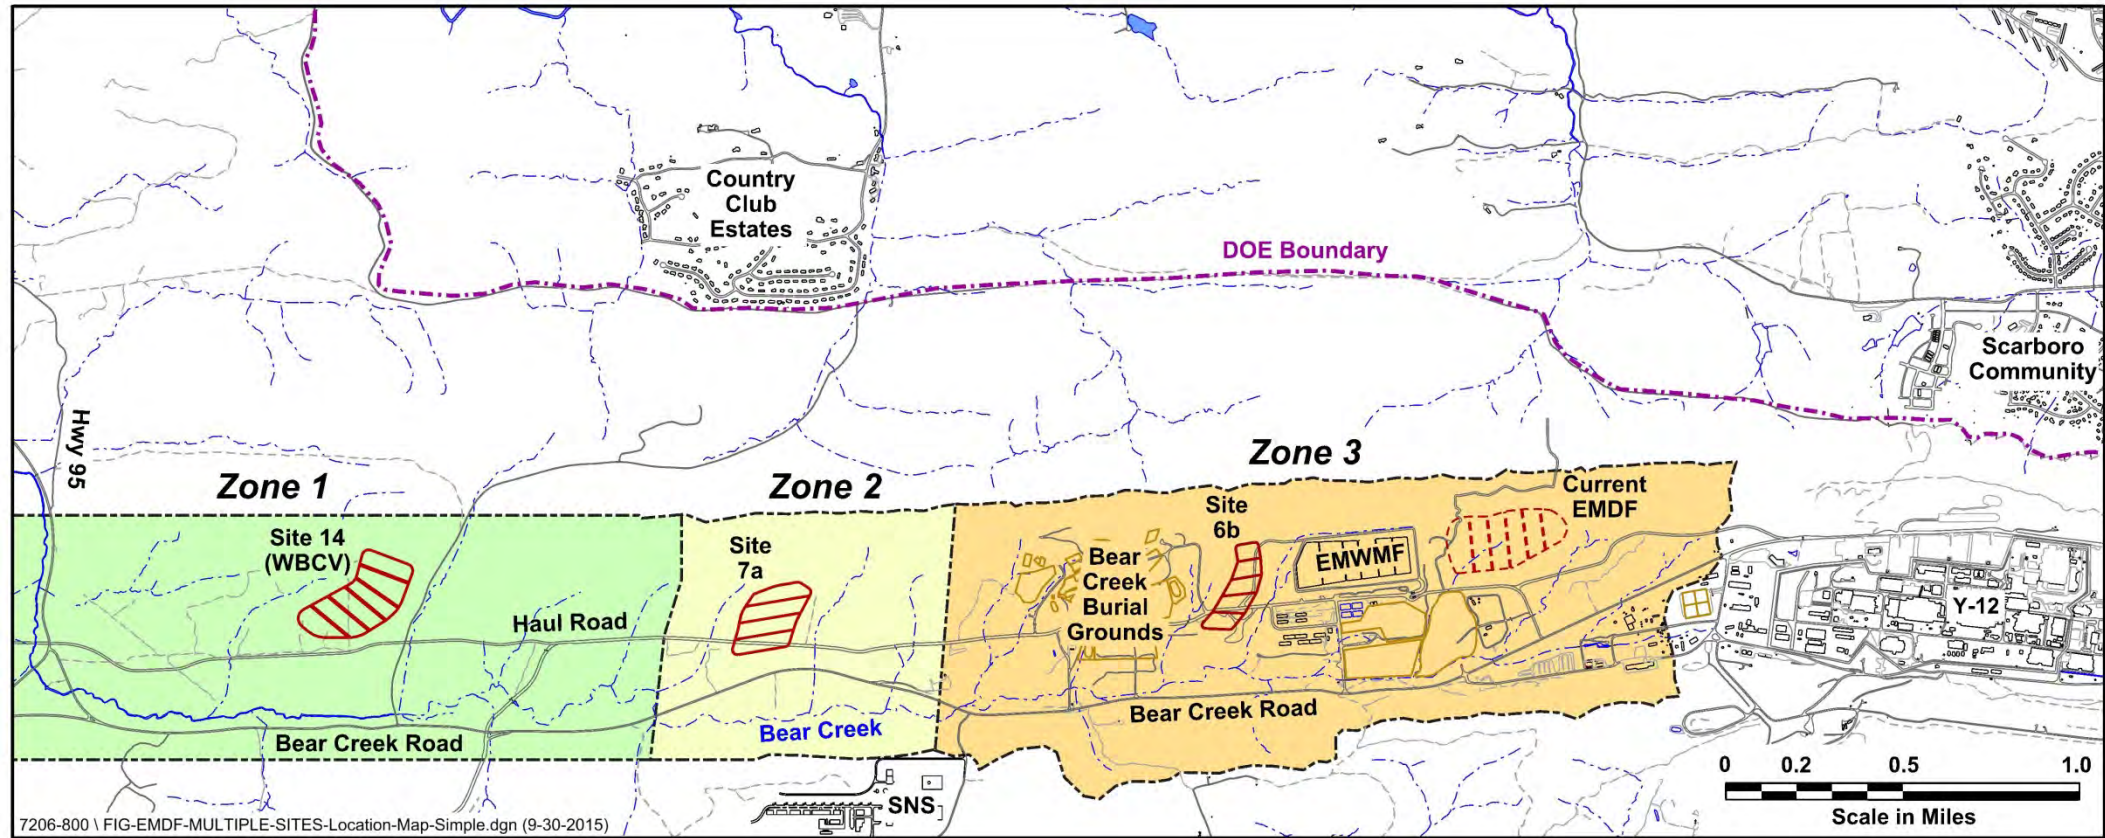 Country
Club
Estates
DOE Boundary
Scarboro
Community
Hwy 95
Zone 1
Zone 2
Zone 3
Site 14
(WBCV)
Site
7a
Site
6b
Current
EMDF
Bear
Creek
Burial
Grounds
EMWMF
Y-12
Haul Road
Bear Creek Road
Bear Creek
Bear Creek Road
SNS
0 0.2 0.5 1.0
Scale in Miles
7206-800 \ FIG-EMDF-MULTIPLE-SITES-Location-Map-Simple.dgn (9-30-2015)